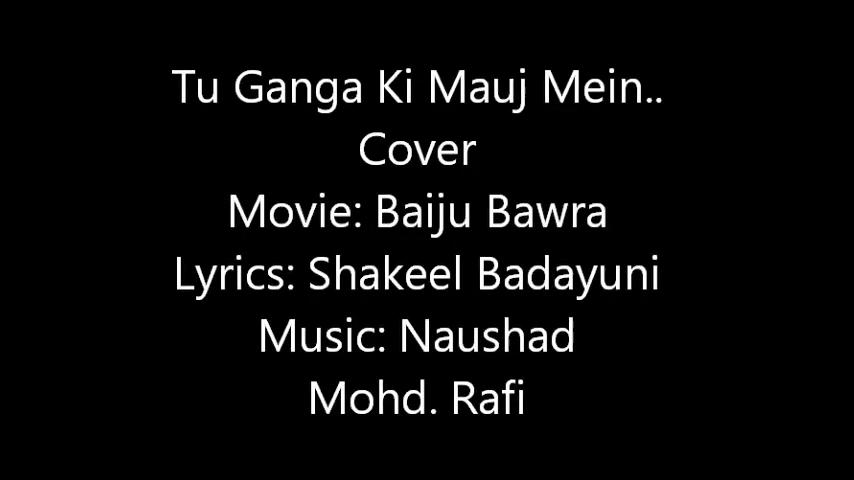 Tu Ganga Ki Mauj Mein..
Cover
Movie: Baiju Bawra
Lyrics: Shakeel Badayuni
Music: Naushad
Mohd. Rafi